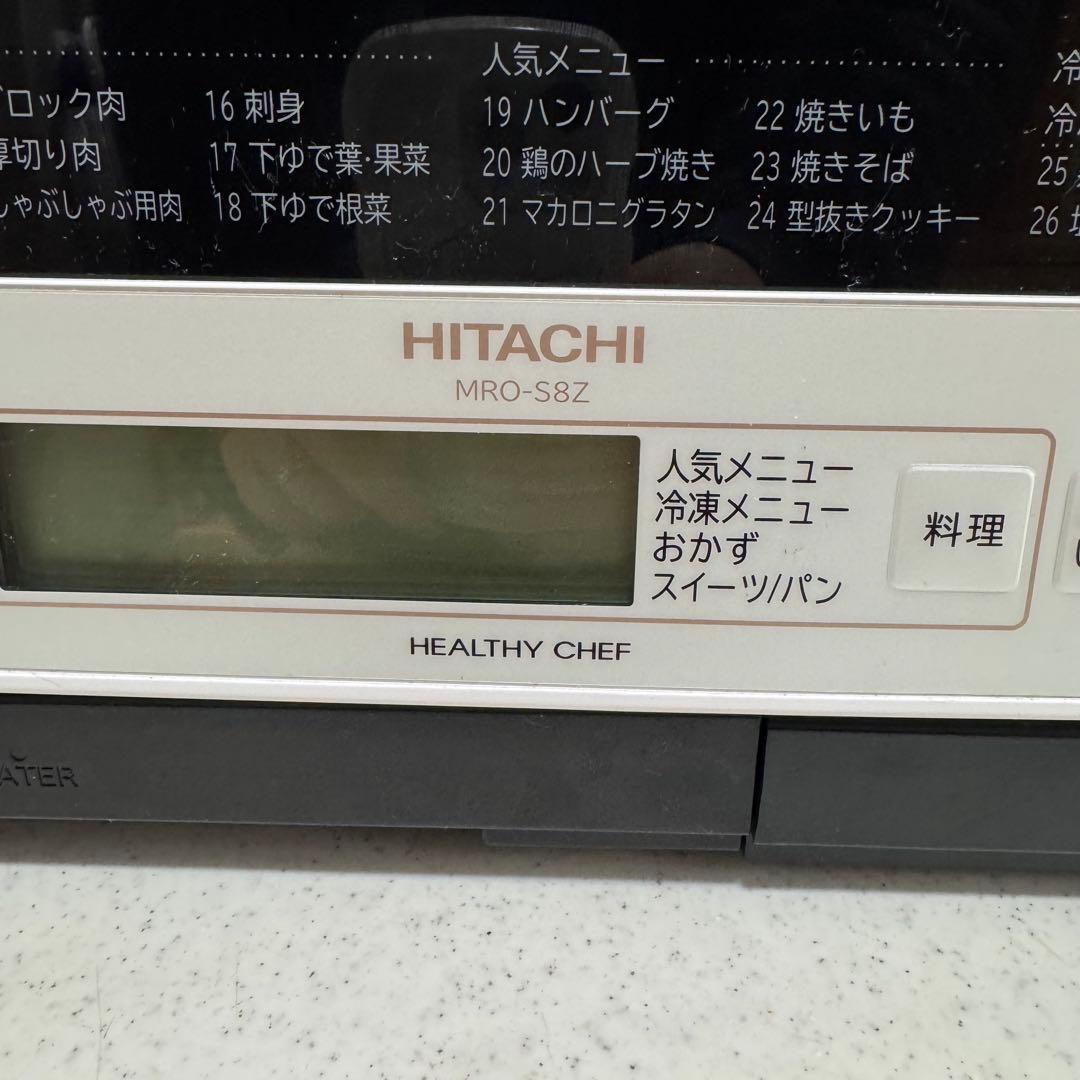 人気メニュー
ブロック肉 16 刺身 19 ハンバーグ 22 焼きいも
厚切り肉 17 下ゆで葉・果菜 20 鶏のハーブ焼き 23 焼きそば 25
しゃぶしゃぶ用肉 18 下ゆで根菜 21 マカロニグラタン 24 型抜きクッキー 26
HITACHI
MRO-S8Z
人気メニュー
冷凍メニュー
おかず
スイーツ/パン
料理
HEALTHY CHEF
ATER